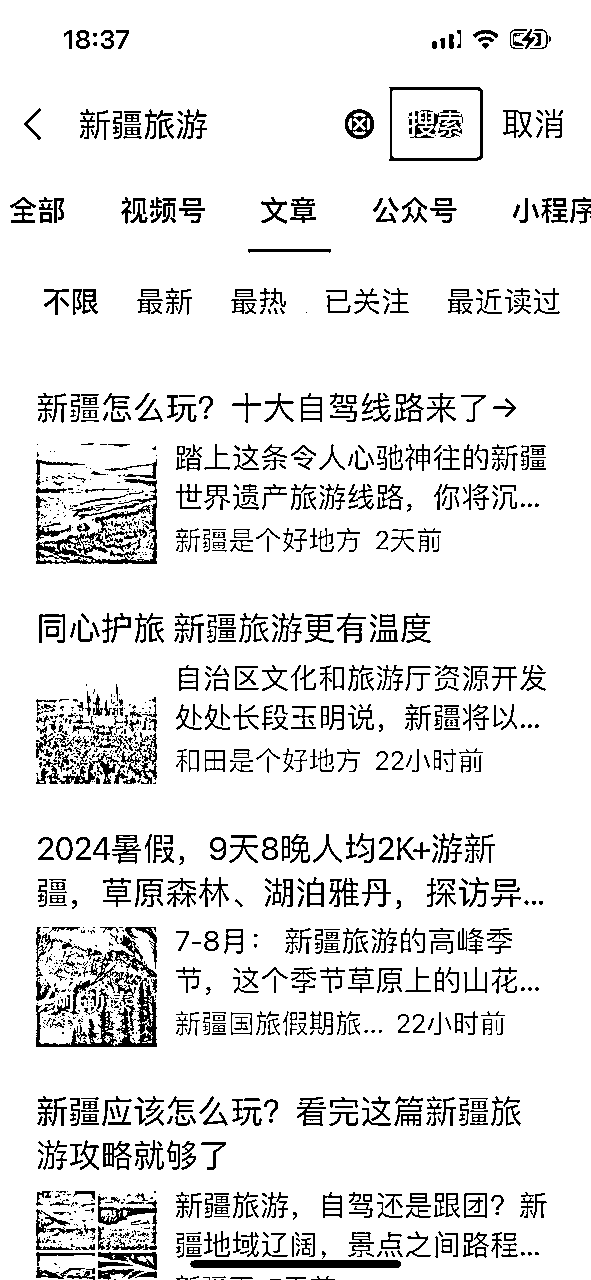 18:37
新疆旅游 搜索 取消
全部 视频号 文章 公众号 小程序
不限 最新 最热 已关注 最近读过
新疆怎么玩？十大自驾线路来了→
踏上这条令人心驰神往的新疆
世界遗产旅游线路，你将沉...
新疆是个好地方 2天前
同心护旅 新疆旅游更有温度
自治区文化和旅游厅资源开发
处处长段玉明说，新疆将以...
和田是个好地方 22小时前
2024暑假，9天8晚人均2K+游新
疆，草原森林、湖泊雅丹，探访异...
7-8月： 新疆旅游的高峰季
节，这个季节草原上的山花...
新疆国旅假期旅... 22小时前
新疆应该怎么玩？看完这篇新疆旅
游攻略就够了
新疆旅游，自驾还是跟团？新
疆地域辽阔，景点之间路程...